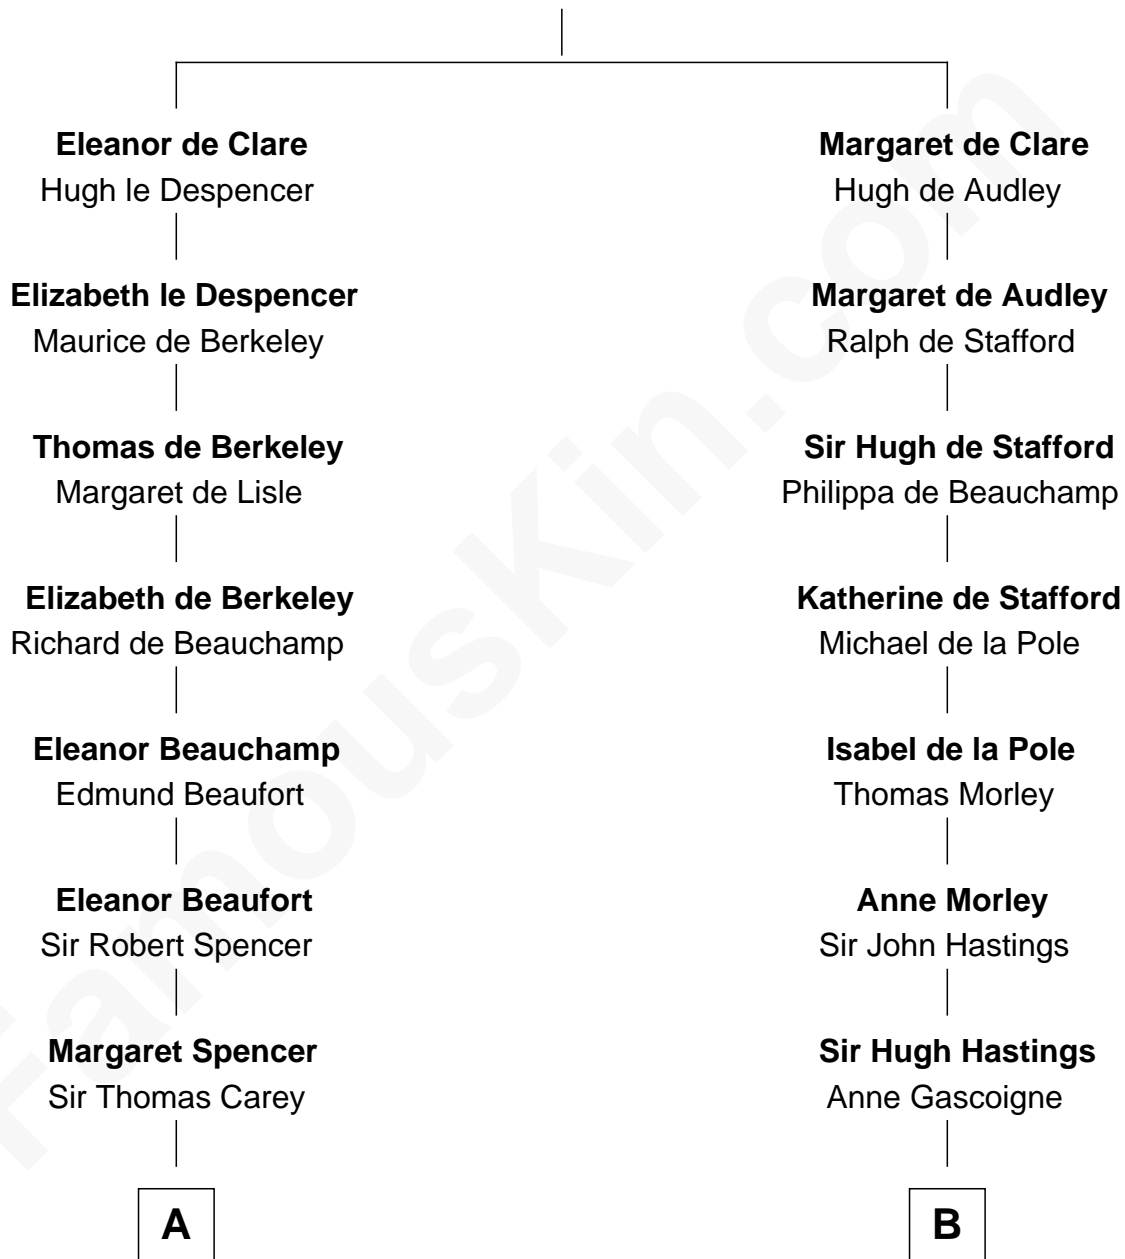 Eleanor de Clare
Hugh le Despencer
Elizabeth le Despencer
Maurice de Berkeley
Thomas de Berkeley
Margaret de Lisle
Elizabeth de Berkeley
Richard de Beauchamp
Eleanor Beauchamp
Edmund Beaufort
Eleanor Beaufort
Sir Robert Spencer
Margaret Spencer
Sir Thomas Carey
A
Margaret de Clare
Hugh de Audley
Margaret de Audley
Ralph de Stafford
Sir Hugh de Stafford
Philippa de Beauchamp
Katherine de Stafford
Michael de la Pole
Isabel de la Pole
Thomas Morley
Anne Morley
Sir John Hastings
Sir Hugh Hastings
Anne Gascoigne
B
FamousKin.com